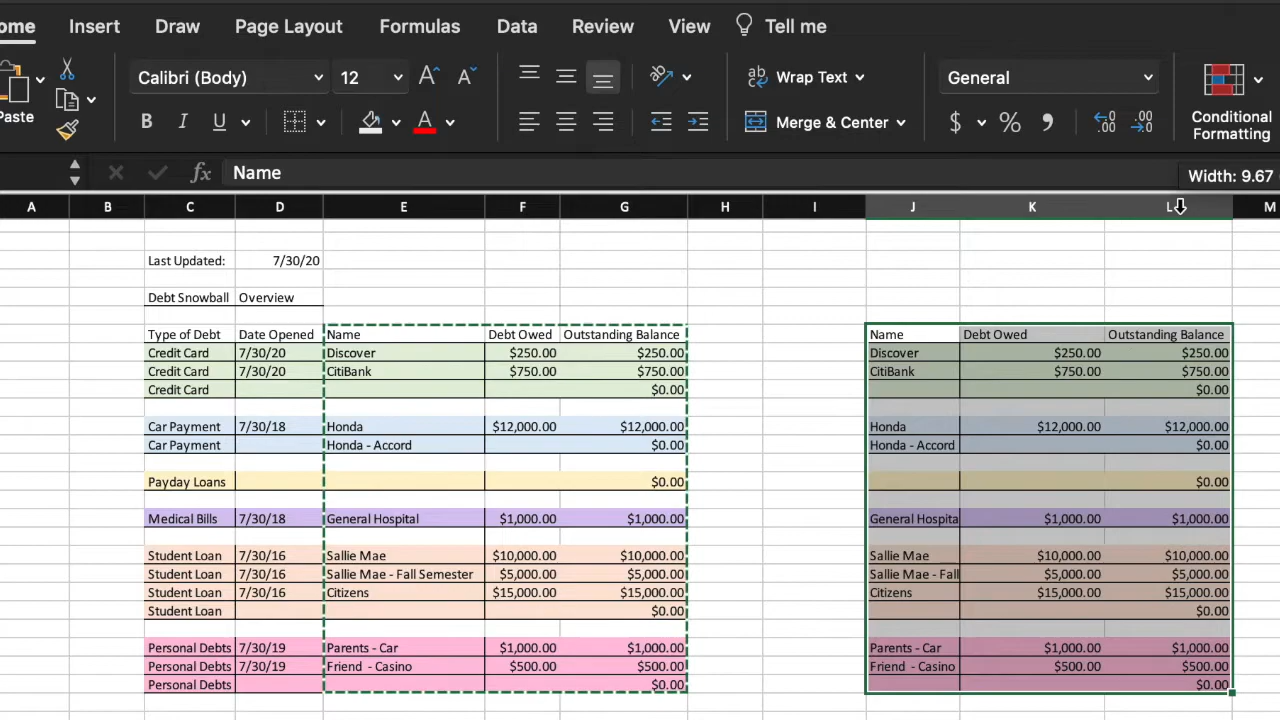 ome Insert Draw Page Layout Formulas Data Review View Tell me
Paste Calibri (Body) 12 A A ab Wrap Text General Conditional Formatting
B I U A Merge & Center $ % .00 .00
fx Name Width: 9.67
A B C D E F G H I J K L M
Last Updated: 7/30/20
Debt Snowball Overview
Type of Debt Date Opened Name Debt Owed Outstanding Balance Name Debt Owed Outstanding Balance
Credit Card 7/30/20 Discover $250.00 $250.00 Discover $250.00 $250.00
Credit Card 7/30/20 CitiBank $750.00 $750.00 CitiBank $750.00 $750.00
Credit Card $0.00 $0.00
Car Payment 7/30/18 Honda $12,000.00 $12,000.00 Honda $12,000.00 $12,000.00
Car Payment Honda - Accord $0.00 Honda - Accord $0.00
Payday Loans $0.00 $0.00
Medical Bills 7/30/18 General Hospital $1,000.00 $1,000.00 General Hospita $1,000.00 $1,000.00
Student Loan 7/30/16 Sallie Mae $10,000.00 $10,000.00 Sallie Mae $10,000.00 $10,000.00
Student Loan 7/30/16 Sallie Mae - Fall Semester $5,000.00 $5,000.00 Sallie Mae - Fall $5,000.00 $5,000.00
Student Loan 7/30/16 Citizens $15,000.00 $15,000.00 Citizens $15,000.00 $15,000.00
Student Loan $0.00 $0.00
Personal Debts 7/30/19 Parents - Car $1,000.00 $1,000.00 Parents - Car $1,000.00 $1,000.00
Personal Debts 7/30/19 Friend - Casino $500.00 $500.00 Friend - Casino $500.00 $500.00
Personal Debts $0.00 $0.00